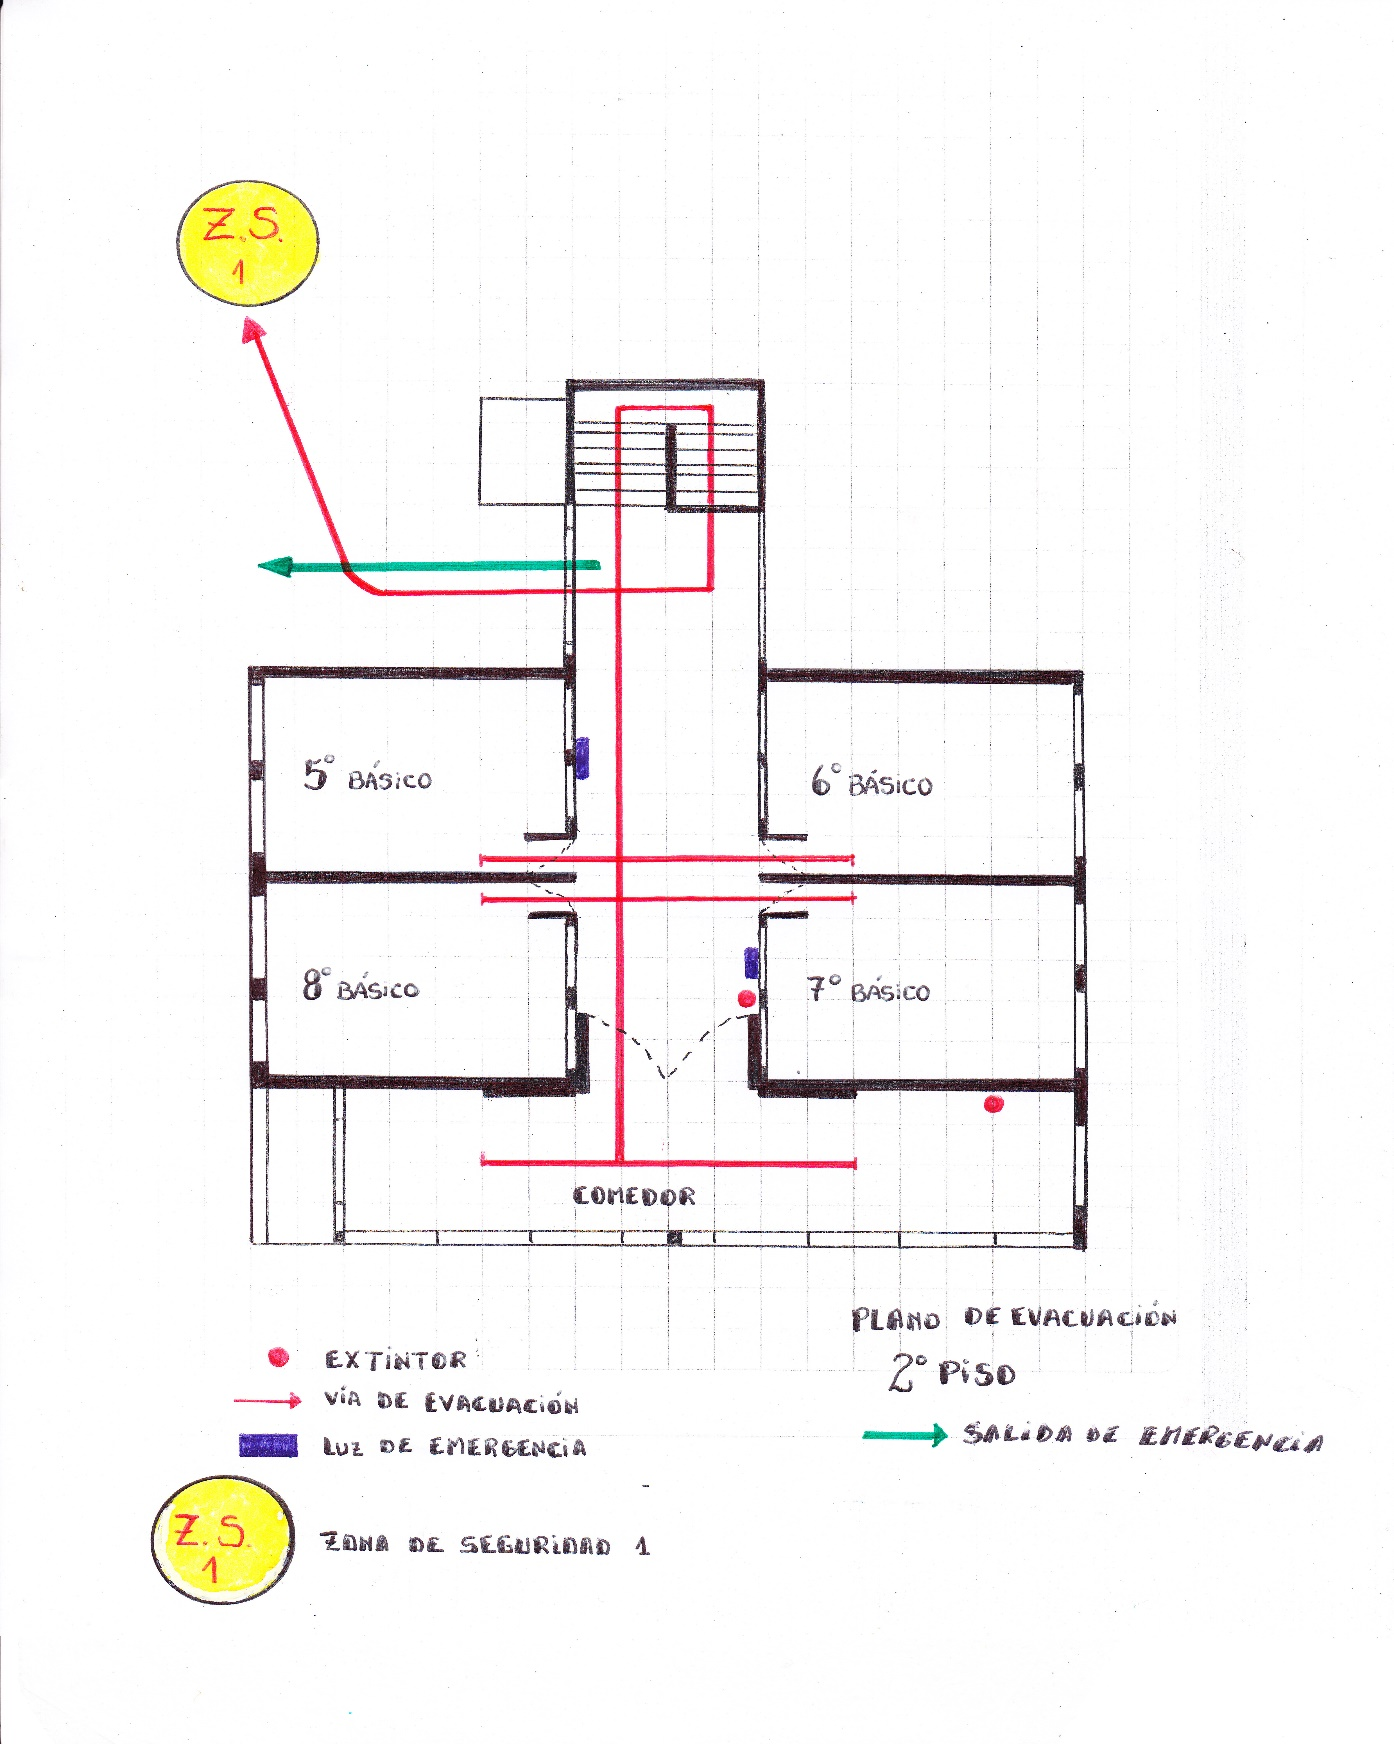 Z.S.
1
5° BÁSICO
6° BÁSICO
8° BÁSICO
7° BÁSICO
COMEDOR
PLANO DE EVACUACIÓN
2° PISO
EXTINTOR
VÍA DE EVACUACIÓN
LUZ DE EMERGENCIA
SALIDA DE EMERGENCIA
Z.S.
1
ZONA DE SEGURIDAD 1